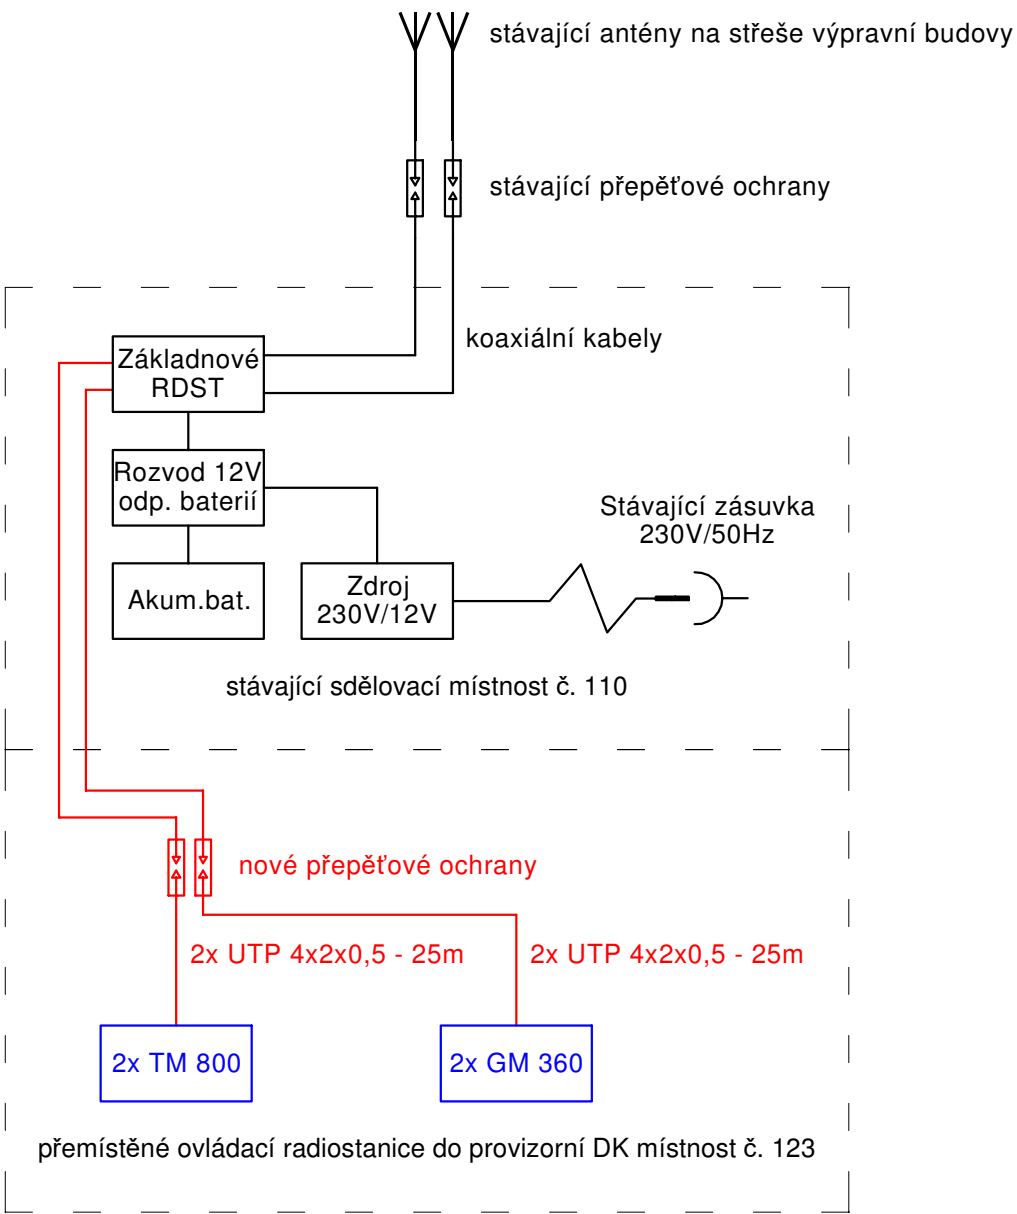 stávající antény na střeše výpravní budovy
stávající přepěťové ochrany
koaxiální kabely
Základnové
RDST
Rozvod 12V
odp. baterií
Stávající zásuvka
230V/50Hz
Akum.bat.
Zdroj
230V/12V
stávající sdělovací místnost č. 110
nové přepěťové ochrany
2x UTP 4x2x0,5 - 25m
2x UTP 4x2x0,5 - 25m
2x TM 800
2x GM 360
přemístěné ovládací radiostanice do provizorní DK místnost č. 123